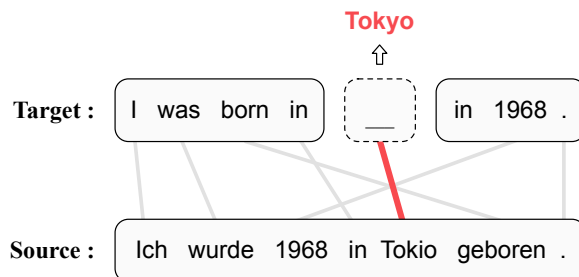 Tokyo
Target : I was born in __ in 1968 .
Source : Ich wurde 1968 in Tokio geboren .